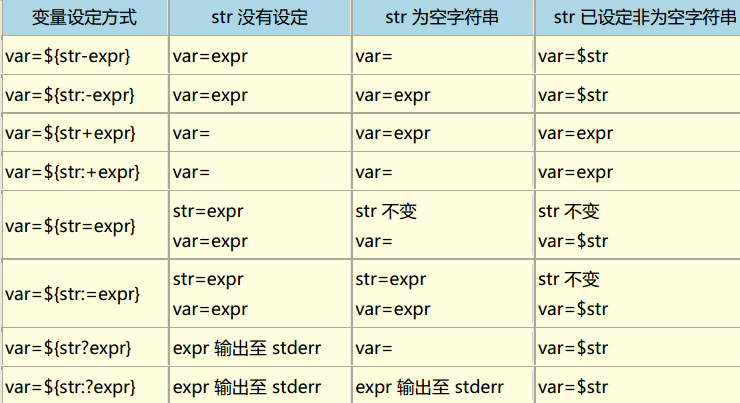 变量设定方式 str 没有设定 str 为空字符串 str 已设定非为空字符串
var=${str-expr} var=expr var= var=$str
var=${str:-expr} var=expr var=expr var=$str
var=${str+expr} var= var=expr var=expr
var=${str:+expr} var= var= var=expr
var=${str=expr} str=expr str 不变 str 不变
var=expr var= var=$str
var=${str:=expr} str=expr str=expr str 不变
var=expr var=expr var=$str
var=${str?expr} expr 输出至 stderr var= var=$str
var=${str:?expr} expr 输出至 stderr expr 输出至 stderr var=$str